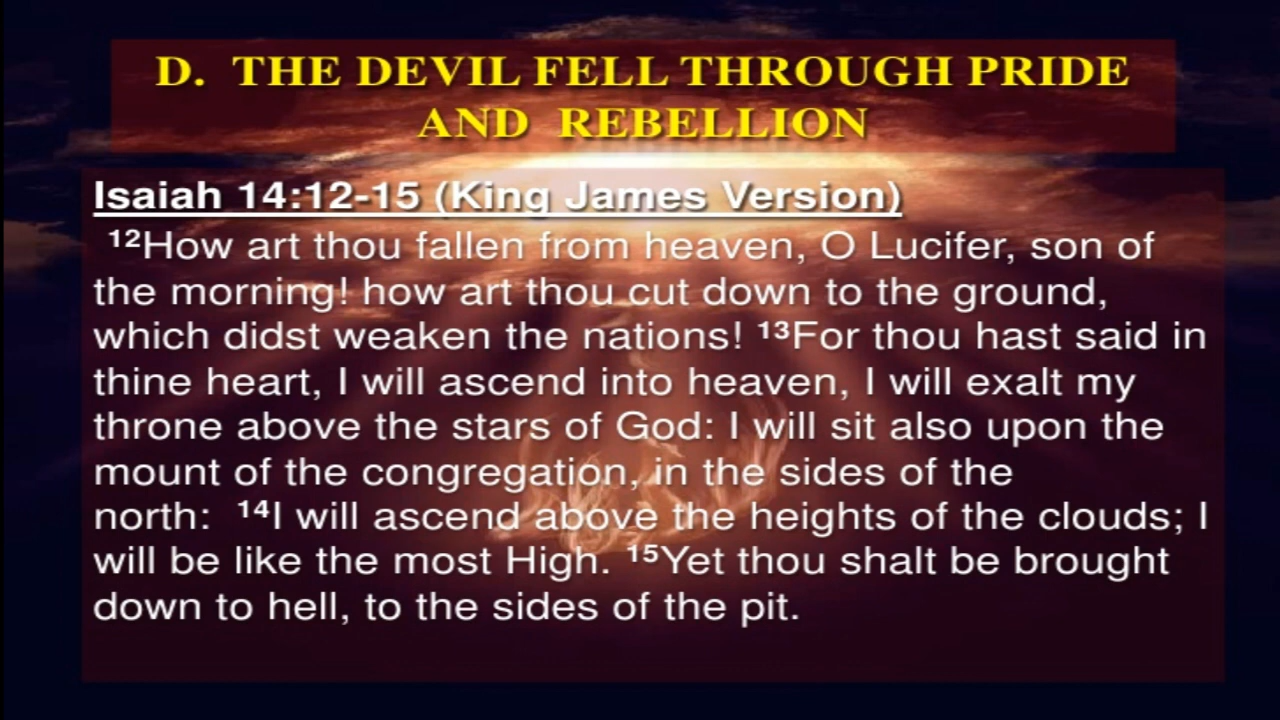 D. THE DEVIL FELL THROUGH PRIDE
AND REBELLION
Isaiah 14:12-15 (King James Version)
¹²How art thou fallen from heaven, O Lucifer, son of
the morning! how art thou cut down to the ground,
which didst weaken the nations! ¹³For thou hast said in
thine heart, I will ascend into heaven, I will exalt my
throne above the stars of God: I will sit also upon the
mount of the congregation, in the sides of the
north: ¹⁴I will ascend above the heights of the clouds; I
will be like the most High. ¹⁵Yet thou shalt be brought
down to hell, to the sides of the pit.